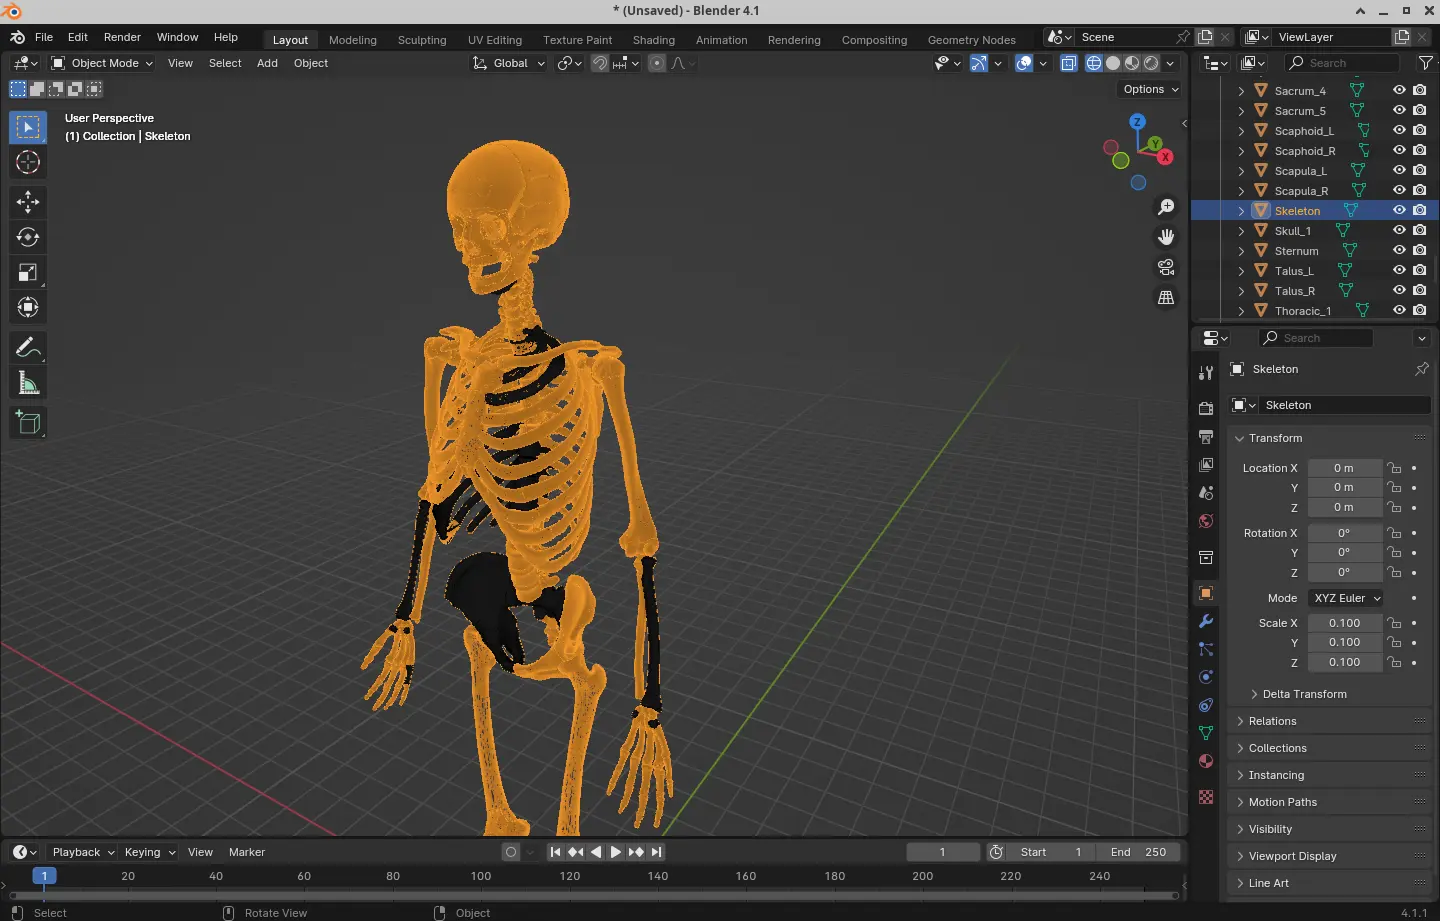 * (Unsaved) - Blender 4.1
File Edit Render Window Help
Layout Modeling Sculpting UV Editing Texture Paint Shading Animation Rendering Compositing Geometry Nodes
Scene
ViewLayer
Object Mode View Select Add Object
Global
Search
Options
User Perspective
(1) Collection | Skeleton
Z
Y
X
Sacrum_4
Sacrum_5
Scaphoid_L
Scaphoid_R
Scapula_L
Scapula_R
Skeleton
Skull_1
Sternum
Talus_L
Talus_R
Thoracic_1
Search
Skeleton
Skeleton
Transform
Location X 0 m
Y 0 m
Z 0 m
Rotation X 0°
Y 0°
Z 0°
Mode XYZ Euler
Scale X 0.100
Y 0.100
Z 0.100
Delta Transform
Relations
Collections
Instancing
Motion Paths
Visibility
Viewport Display
Line Art
Playback Keying View Marker
1 Start 1 End 250
1 20 40 60 80 100 120 140 160 180 200 220 240
Select Rotate View Object 4.1.1